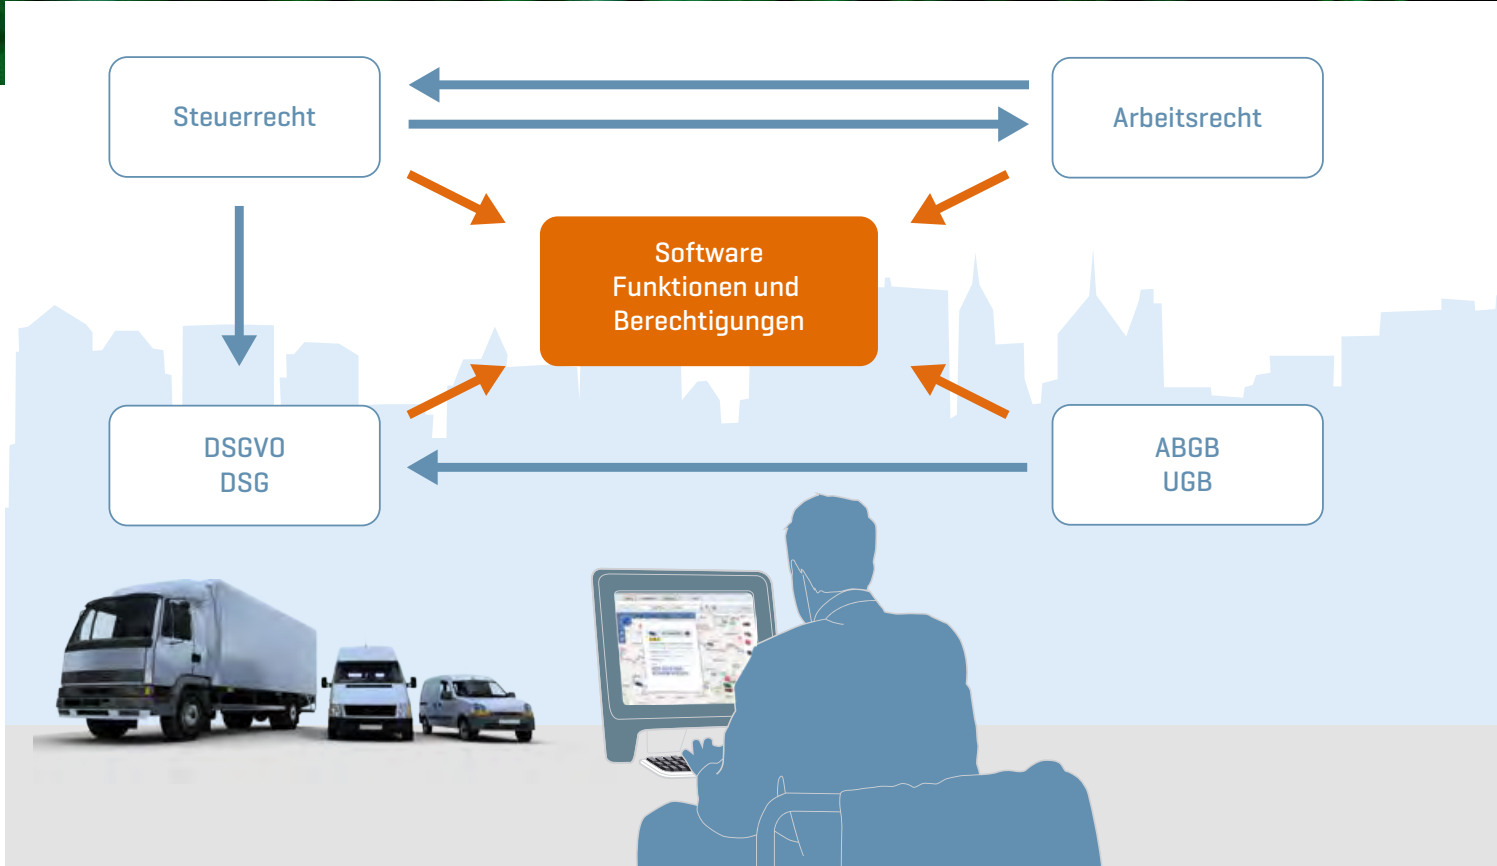 Steuerrecht
Arbeitsrecht
Software
Funktionen und
Berechtigungen
DSGVO
DSG
ABGB
UGB